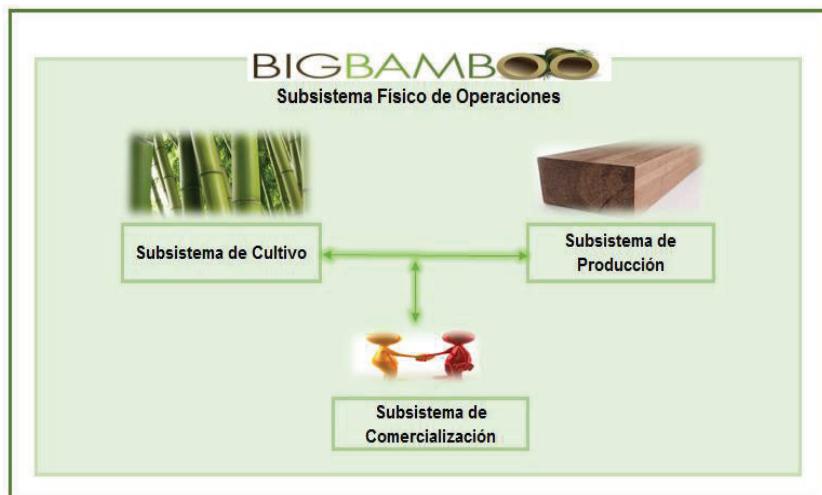 BIGBAMBOO
Subsistema Físico de Operaciones
Subsistema de Cultivo
Subsistema de
Producción
Subsistema de
Comercialización